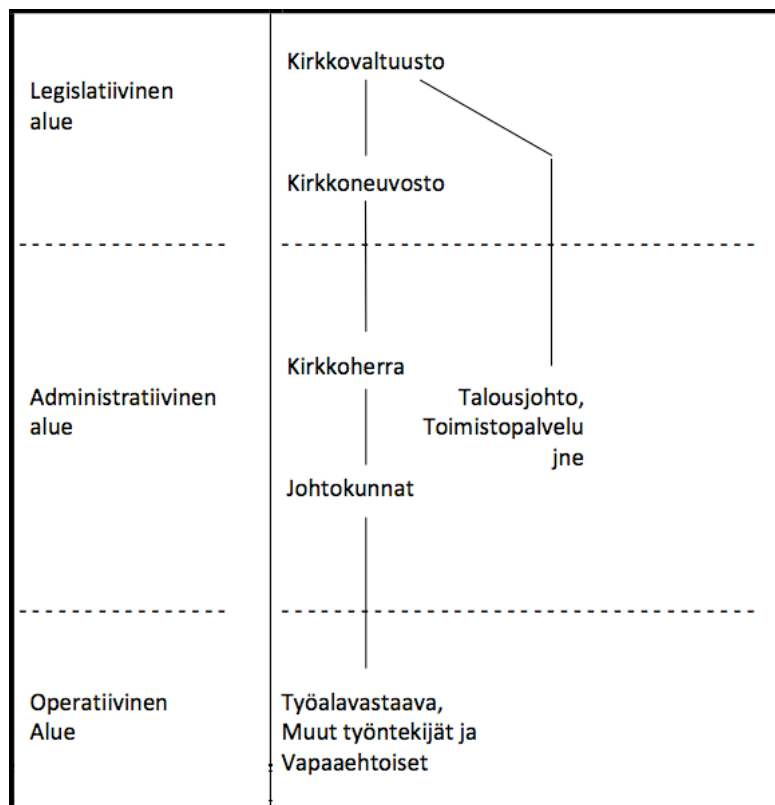 Legislatiivinen
alue
Kirkkovaltuusto
Kirkkoneuvosto
Administratiivinen
alue
Kirkkoherra
Talousjohto,
Toimistopalvelu
jne
Johtokunnat
Operatiivinen
Alue
Työalavastaava,
Muut työntekijät ja
Vapaaehtoiset